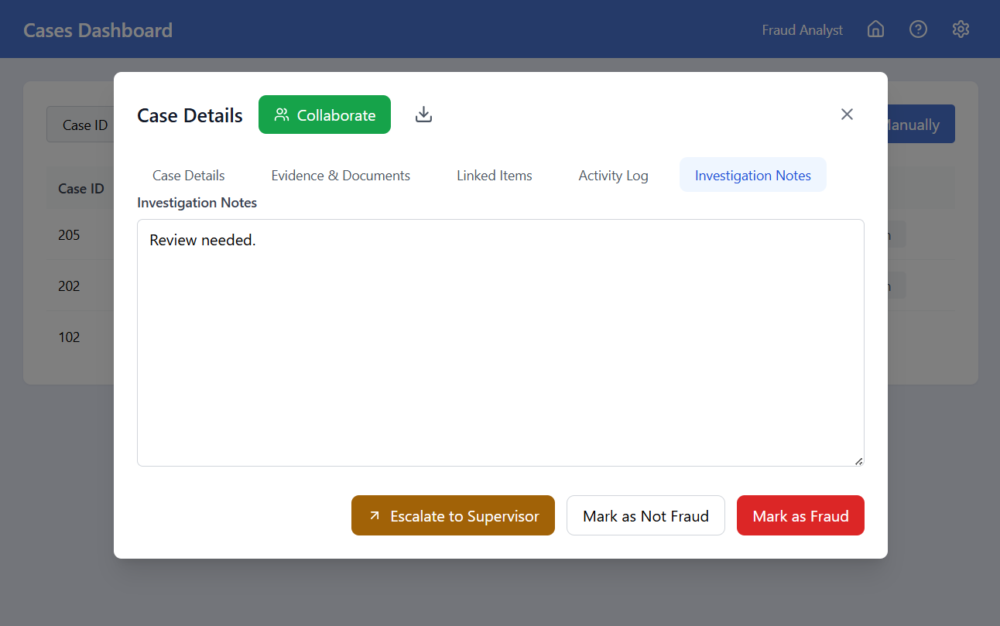 Cases Dashboard
Fraud Analyst
Case Details
Collaborate
Case ID
Manually
Case Details
Evidence & Documents
Linked Items
Activity Log
Investigation Notes
Case ID
Investigation Notes
Review needed.
205
202
102
Escalate to Supervisor
Mark as Not Fraud
Mark as Fraud